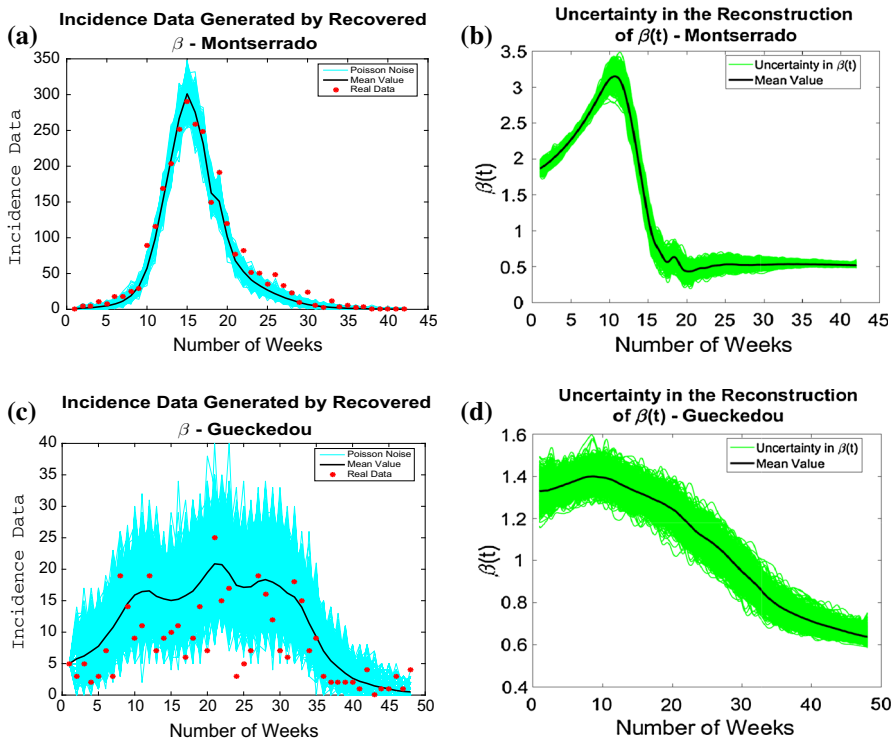 (a)
Incidence Data Generated by Recovered
β - Montserrado
Poisson Noise
Mean Value
Real Data
350
300
250
200
150
100
50
0
Incidence Data
0 5 10 15 20 25 30 35 40 45
Number of Weeks
(b)
Uncertainty in the Reconstruction
of β(t) - Montserrado
Uncertainty in β(t)
Mean Value
3.5
3
2.5
2
1.5
1
0.5
0
β(t)
0 5 10 15 20 25 30 35 40 45
Number of Weeks
(c)
Incidence Data Generated by Recovered
β - Gueckedou
Poisson Noise
Mean Value
Real Data
40
35
30
25
20
15
10
5
0
Incidence Data
0 5 10 15 20 25 30 35 40 45 50
Number of Weeks
(d)
Uncertainty in the Reconstruction
of β(t) - Gueckedou
Uncertainty in β(t)
Mean Value
1.6
1.4
1.2
1
0.8
0.6
0.4
β(t)
0 10 20 30 40 50
Number of Weeks